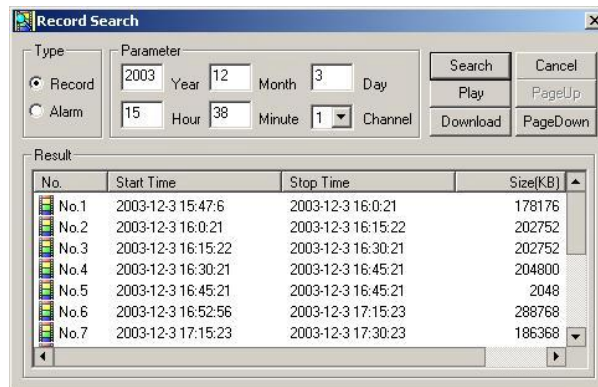 Record Search
Type
Record
Alarm
Parameter
2003 Year 12 Month 3 Day
15 Hour 38 Minute 1 Channel
Search Cancel
Play PageUp
Download PageDown
Result
No. Start Time Stop Time Size(KB)
No.1 2003-12-3 15:47:6 2003-12-3 16:0:21 178176
No.2 2003-12-3 16:0:21 2003-12-3 16:15:22 202752
No.3 2003-12-3 16:15:22 2003-12-3 16:30:21 202752
No.4 2003-12-3 16:30:21 2003-12-3 16:45:21 204800
No.5 2003-12-3 16:45:21 2003-12-3 16:45:21 2048
No.6 2003-12-3 16:52:56 2003-12-3 17:15:23 288768
No.7 2003-12-3 17:15:23 2003-12-3 17:30:23 186368